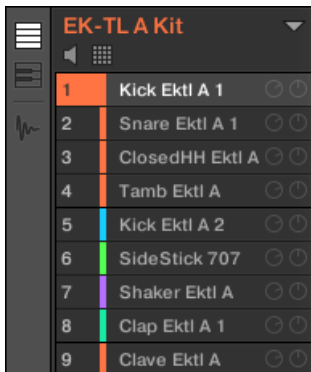 EK-TL A Kit
1 Kick Ektl A 1
2 Snare Ektl A 1
3 ClosedHH Ektl A
4 Tamb Ektl A
5 Kick Ektl A 2
6 SideStick 707
7 Shaker Ektl A
8 Clap Ektl A 1
9 Clave Ektl A